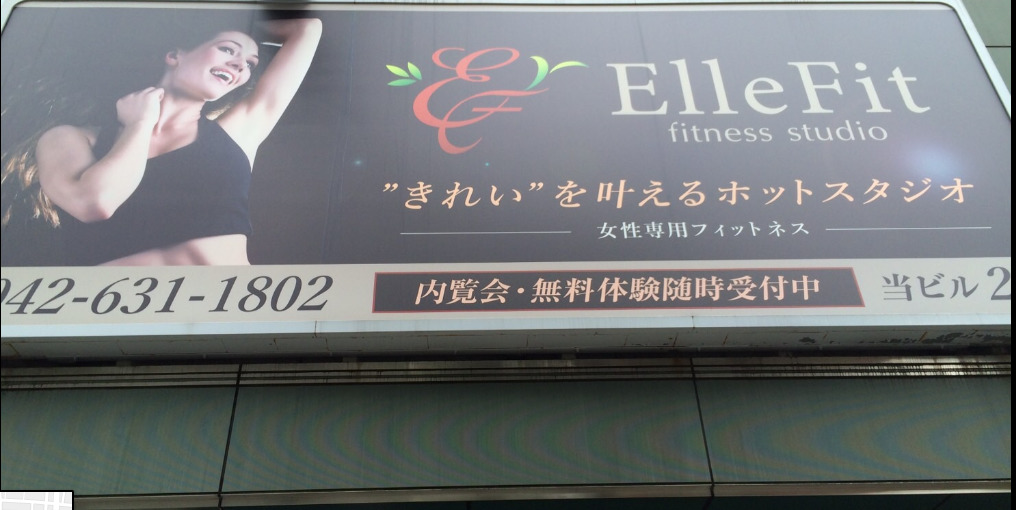 EF
ElleFit
fitness studio
”きれい”を叶えるホットスタジオ
女性専用フィットネス
042-631-1802
内覧会・無料体験随時受付中
当ビル2